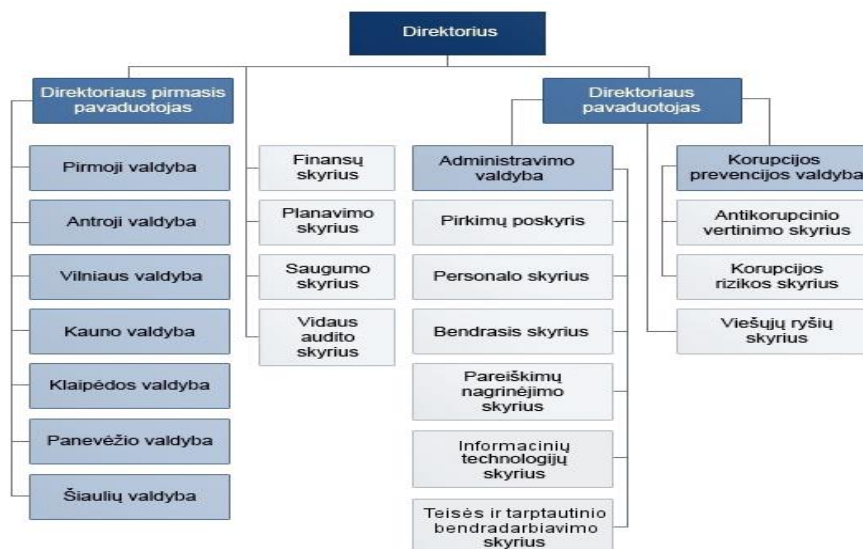 Direktorius
Direktoriaus pirmasis
pavaduotojas
Pirmoji valdyba
Antroji valdyba
Vilniaus valdyba
Kauno valdyba
Klaipėdos valdyba
Panevėžio valdyba
Šiaulių valdyba
Finansų
skyrius
Planavimo
skyrius
Saugumo
skyrius
Vidaus
audito
skyrius
Direktoriaus
pavaduotojas
Administravimo
valdyba
Pirkimų poskyris
Personalo skyrius
Bendrasis skyrius
Pareiškimų
nagrinėjimo
skyrius
Informacinių
technologijų
skyrius
Teisės ir tarptautinio
bendradarbiavimo
skyrius
Korupcijos
prevencijos valdyba
Antikorupcinio
vertinimo skyrius
Korupcijos
rizikos skyrius
Viešųjų ryšių
skyrius